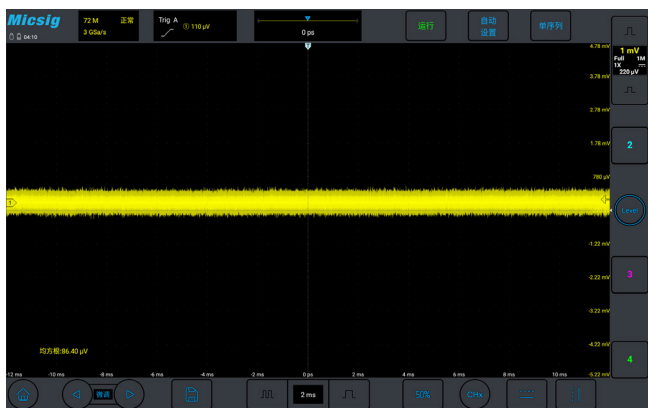 Micsig
04:10
72 M 正常
3 GSa/s
Trig A
① 110 μV
0 ps
运行
自动
设置
单序列
1 mV
Full 1M
1X
220 μV
4.78 mV
3.78 mV
2.78 mV
1.78 mV
780 μV
-1.22 mV
-2.22 mV
-3.22 mV
-4.22 mV
-5.22 mV
2
Level
3
4
1
均方根:86.40 μV
-12 ms -10 ms -8 ms -6 ms -4 ms -2 ms 0 ps 2 ms 4 ms 6 ms 8 ms 10 ms
微调
2 ms
50%
CHx